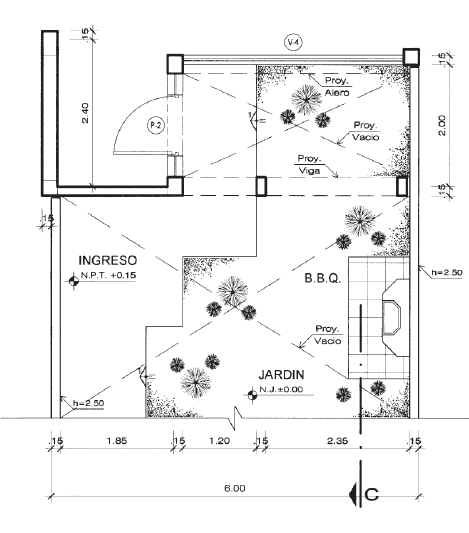 V-4
.15
.15
Proy.
Alero
2.40
P-2
1
Proy.
Vacio
2.00
Proy.
Viga
.15
.15
INGRESO
N.P.T. +0.15
B.B.Q.
h=2.50
Proy.
Vacio
JARDIN
N.J.±0.00
h=2.50
.15
1.85
.15
1.20
.15
2.35
.15
6.00
C